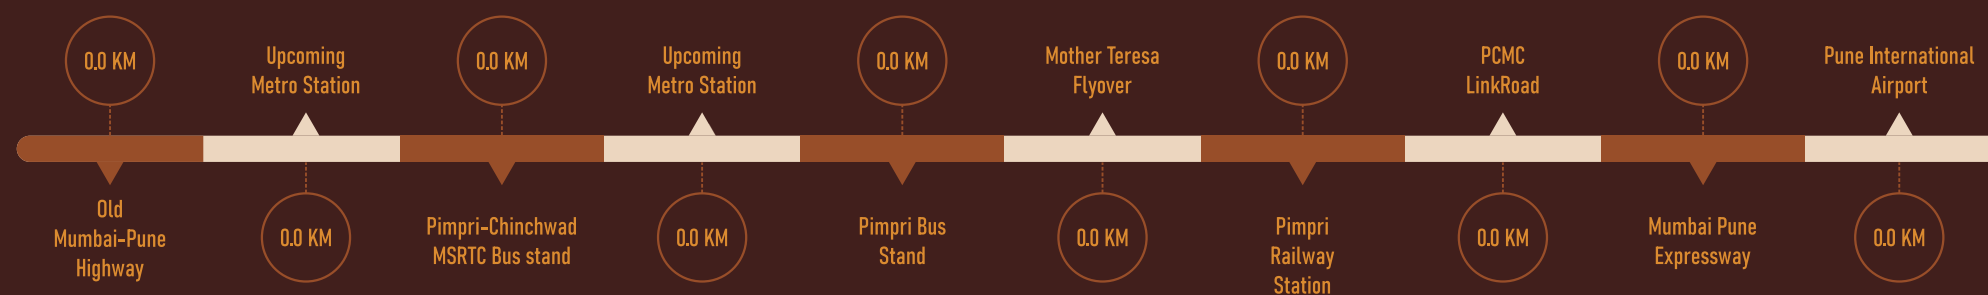 0.0 KM
Old
Mumbai-Pune
Highway
Upcoming
Metro Station
0.0 KM
0.0 KM
Pimpri-Chinchwad
MSRTC Bus stand
Upcoming
Metro Station
0.0 KM
0.0 KM
Pimpri Bus
Stand
Mother Teresa
Flyover
0.0 KM
0.0 KM
Pimpri
Railway
Station
PCMC
LinkRoad
0.0 KM
0.0 KM
Mumbai Pune
Expressway
Pune International
Airport
0.0 KM